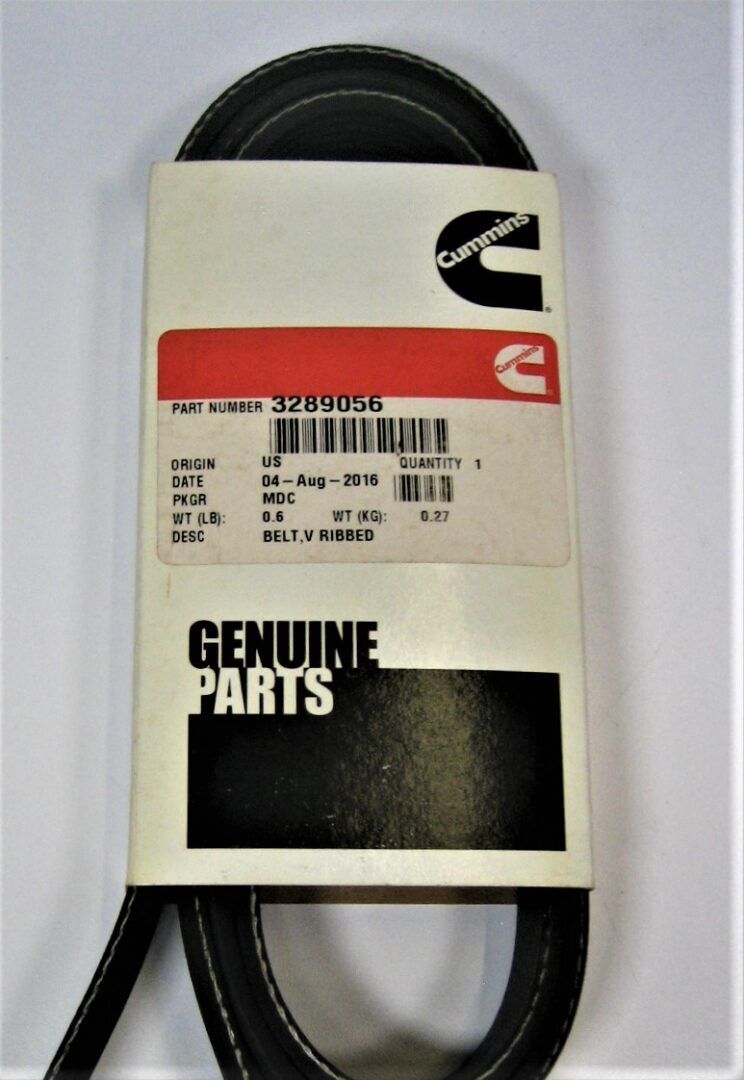 Cummins
Cummins
PART NUMBER 3289056
ORIGIN US QUANTITY 1
DATE 04-Aug-2016
PKGR MDC
WT (LB): 0.6 WT (KG): 0.27
DESC BELT,V RIBBED
GENUINE
PARTS